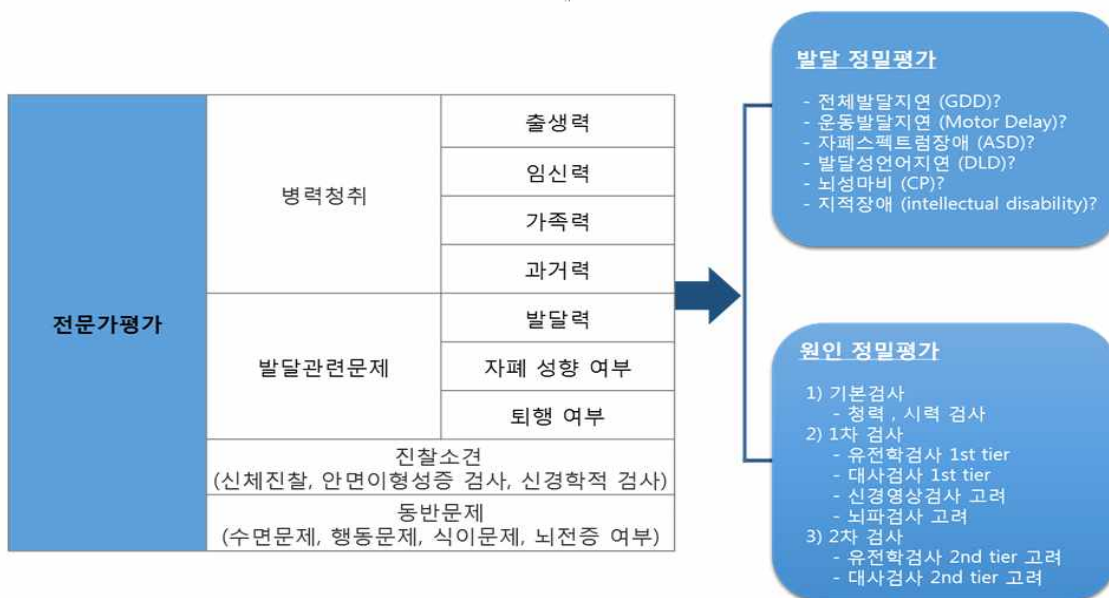 전문가평가
병력청취
출생력
임신력
가족력
과거력
발달관련문제
발달력
자폐 성향 여부
퇴행 여부
진찰소견
(신체진찰, 안면이형성증 검사, 신경학적 검사)
동반문제
(수면문제, 행동문제, 식이문제, 뇌전증 여부)
발달 정밀평가
- 전체발달지연 (GDD)?
- 운동발달지연 (Motor Delay)?
- 자폐스펙트럼장애 (ASD)?
- 발달성언어지연 (DLD)?
- 뇌성마비 (CP)?
- 지적장애 (intellectual disability)?
원인 정밀평가
1) 기본검사
- 청력 , 시력 검사
2) 1차 검사
- 유전학검사 1st tier
- 대사검사 1st tier
- 신경영상검사 고려
- 뇌파검사 고려
3) 2차 검사
- 유전학검사 2nd tier 고려
- 대사검사 2nd tier 고려